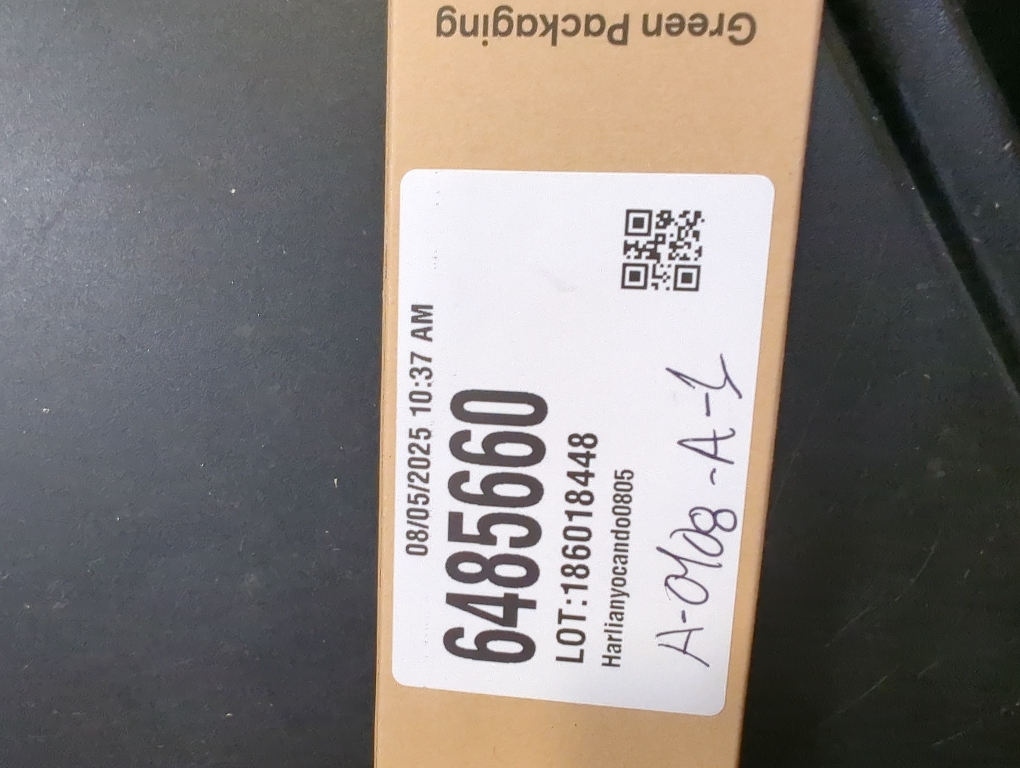 Green Packaging
08/05/2025 10:37 AM
6485660
LOT:186018448
Harlianyocando0805
A-0108-A-1